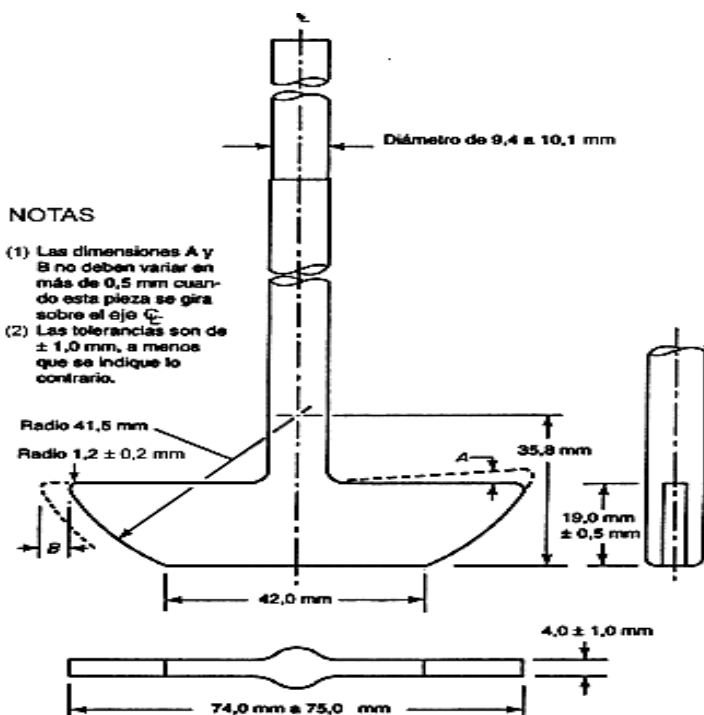 ℄
Diámetro de 9,4 a 10,1 mm
NOTAS
(1) Las dimensiones A y
B no deben variar en
más de 0,5 mm cuan-
do esta pieza se gira
sobre el eje ℄
(2) Las tolerancias son de
± 1,0 mm, a menos
que se indique lo
contrario.
Radio 41,5 mm
Radio 1,2 ± 0,2 mm
A
35,8 mm
19,0 mm
± 0,5 mm
B
42,0 mm
4,0 ± 1,0 mm
74,0 mm a 75,0 mm